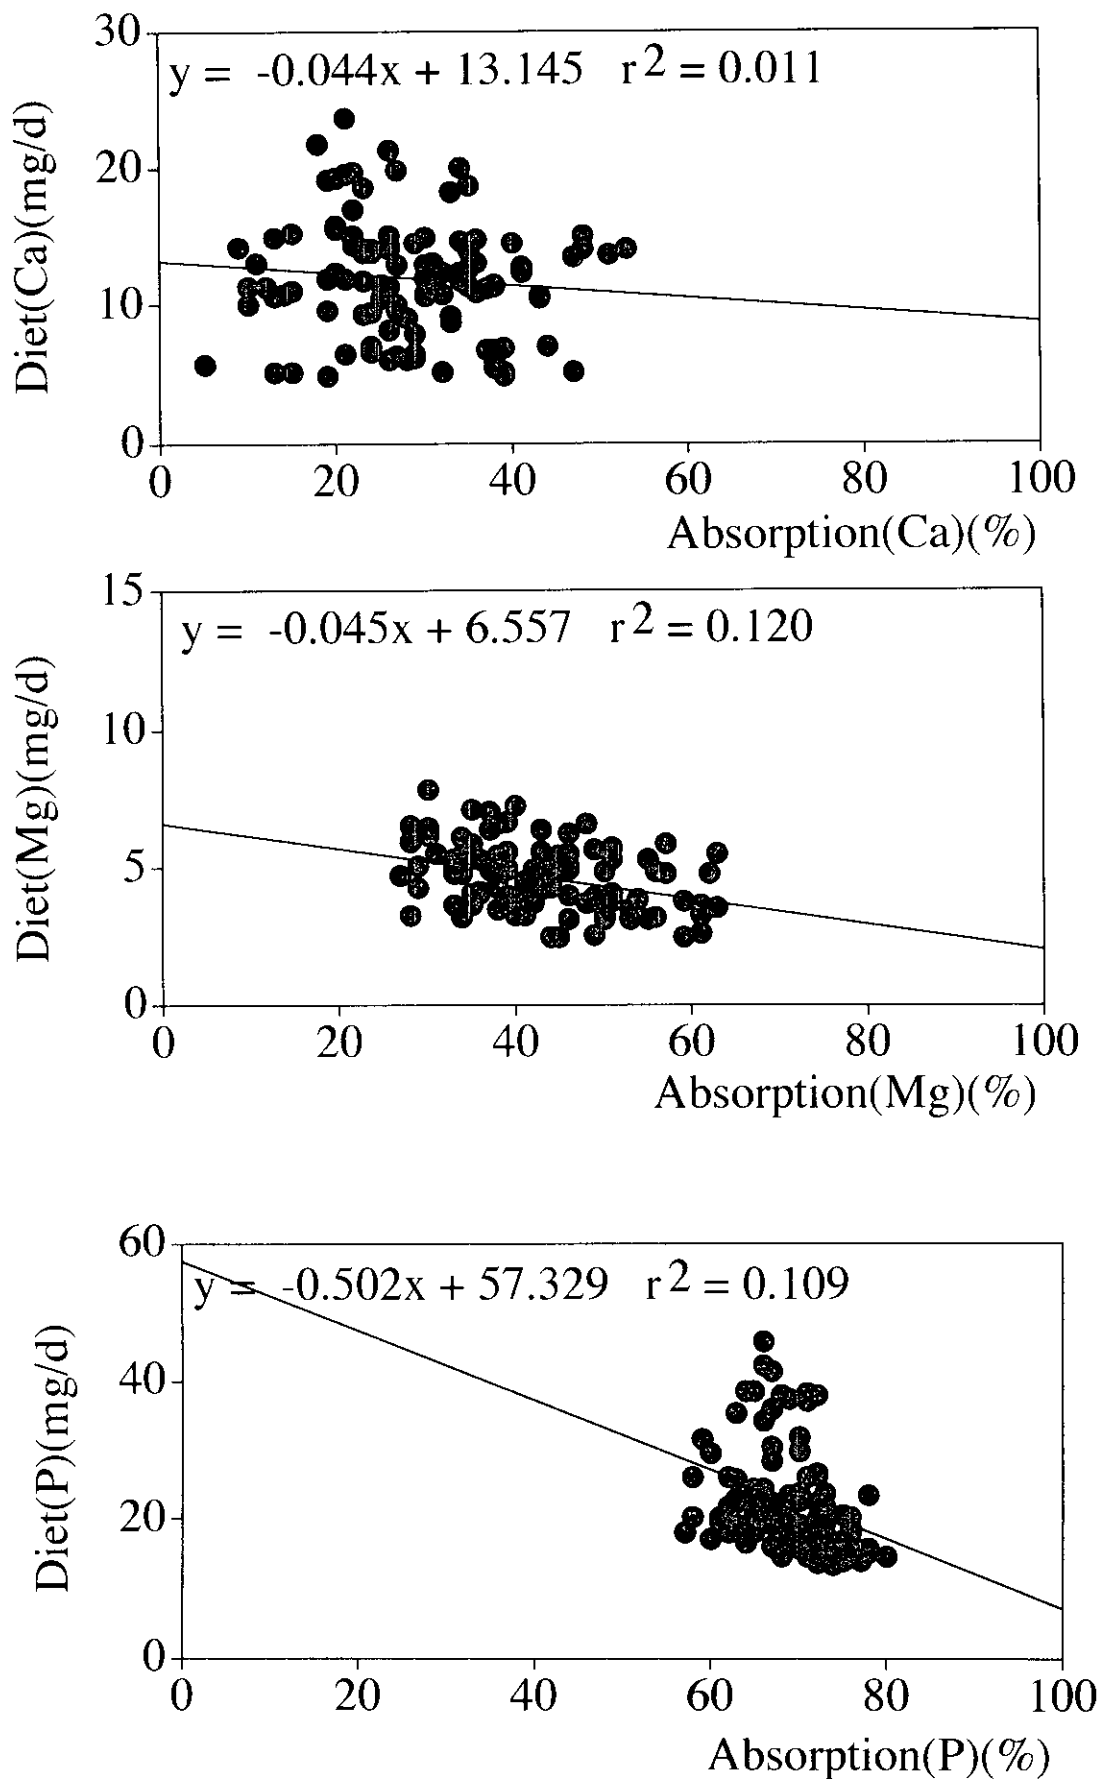 30
y = -0.044x + 13.145 r2 = 0.011
20
10
0
Diet(Ca)(mg/d)
0 20 40 60 80 100
Absorption(Ca)(%)
15
y = -0.045x + 6.557 r2 = 0.120
10
5
0
Diet(Mg)(mg/d)
0 20 40 60 80 100
Absorption(Mg)(%)
60
y = -0.502x + 57.329 r2 = 0.109
40
20
0
Diet(P)(mg/d)
0 20 40 60 80 100
Absorption(P)(%)